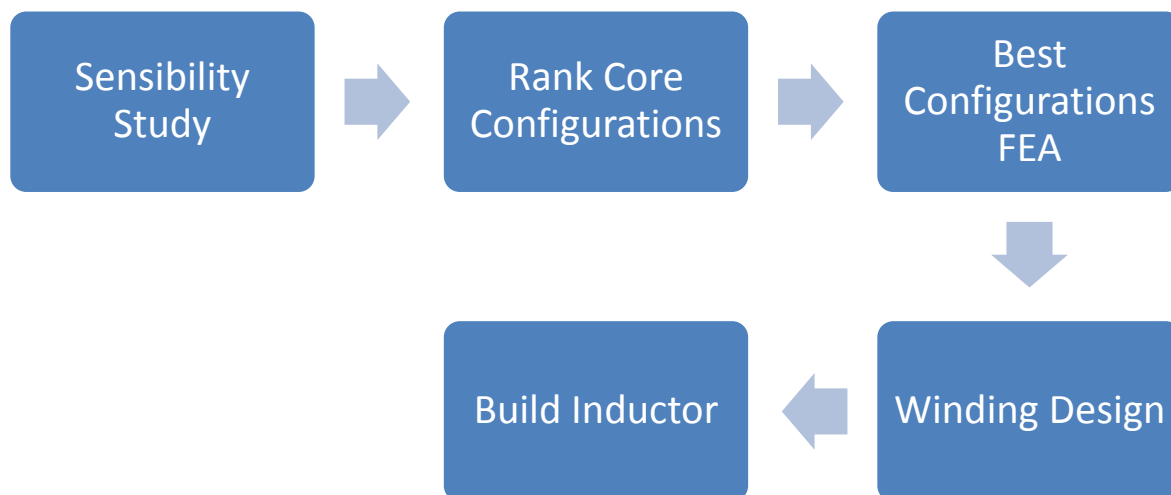 Sensibility
Study
Rank Core
Configurations
Best
Configurations
FEA
Winding Design
Build Inductor